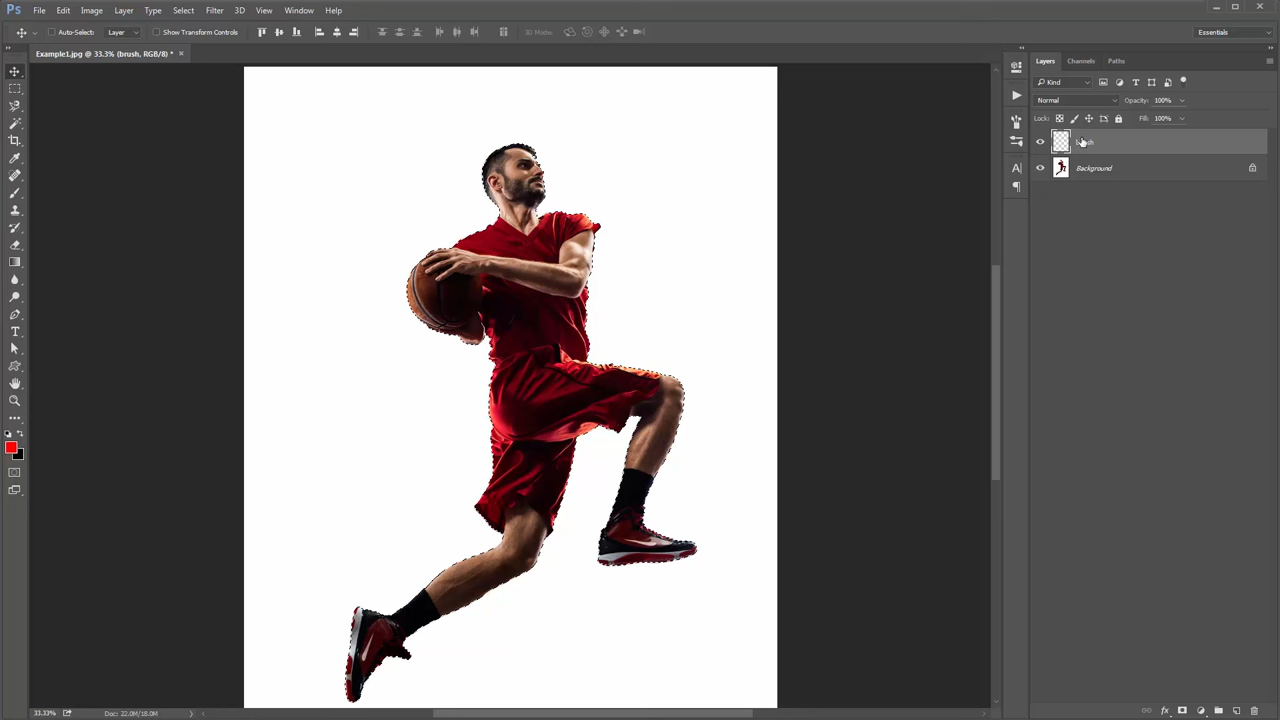 Ps File Edit Image Layer Type Select Filter 3D View Window Help
Auto-Select: Layer Show Transform Controls 3D Mode: Essentials
Example1.jpg @ 33.3% (brush, RGB/8) * ×
Layers Channels Paths
Kind
Normal Opacity: 100%
Lock: Fill: 100%
Background
33.33% Doc: 22.0M/18.0M